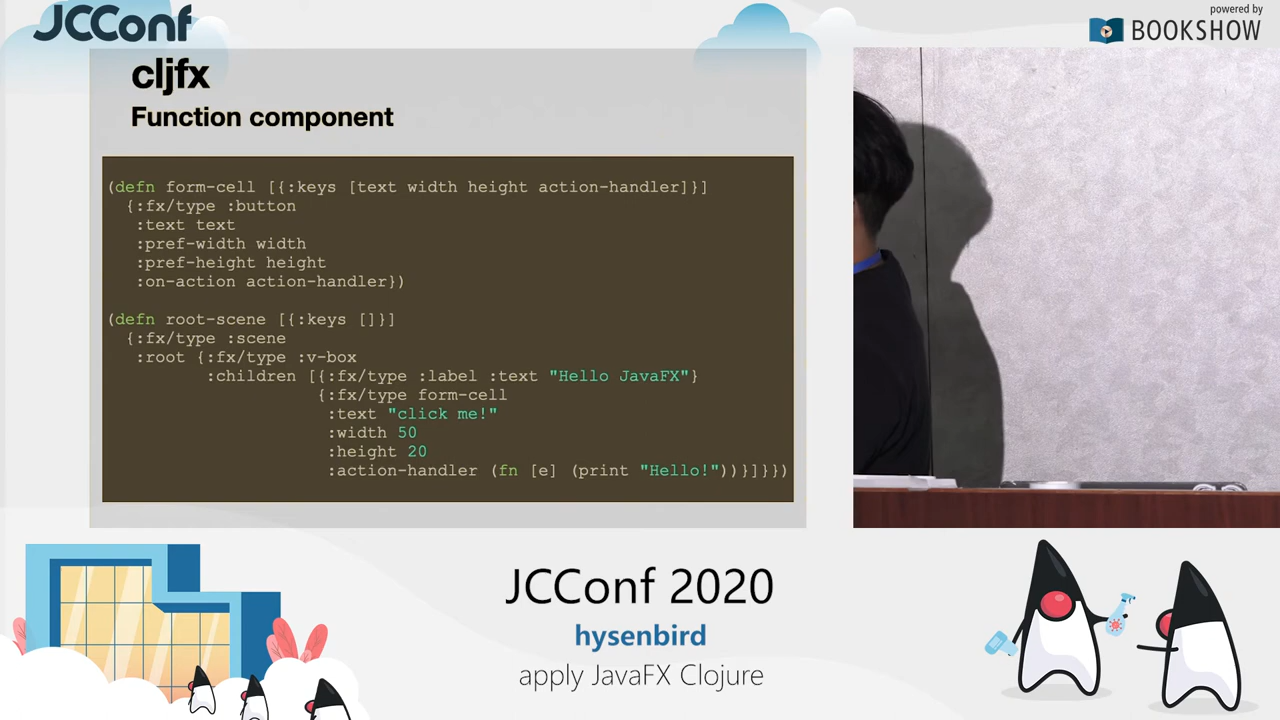 JCConf
powered by
BOOKSHOW
cljfx
Function component
(defn form-cell [{:keys [text width height action-handler]}]
{:fx/type :button
:text text
:pref-width width
:pref-height height
:on-action action-handler})
(defn root-scene [{:keys []}]
{:fx/type :scene
:root {:fx/type :v-box
:children [{:fx/type :label :text "Hello JavaFX"}
{:fx/type form-cell
:text "click me!"
:width 50
:height 20
:action-handler (fn [e] (print "Hello!"))}]}})
JCConf 2020
hysenbird
apply JavaFX Clojure